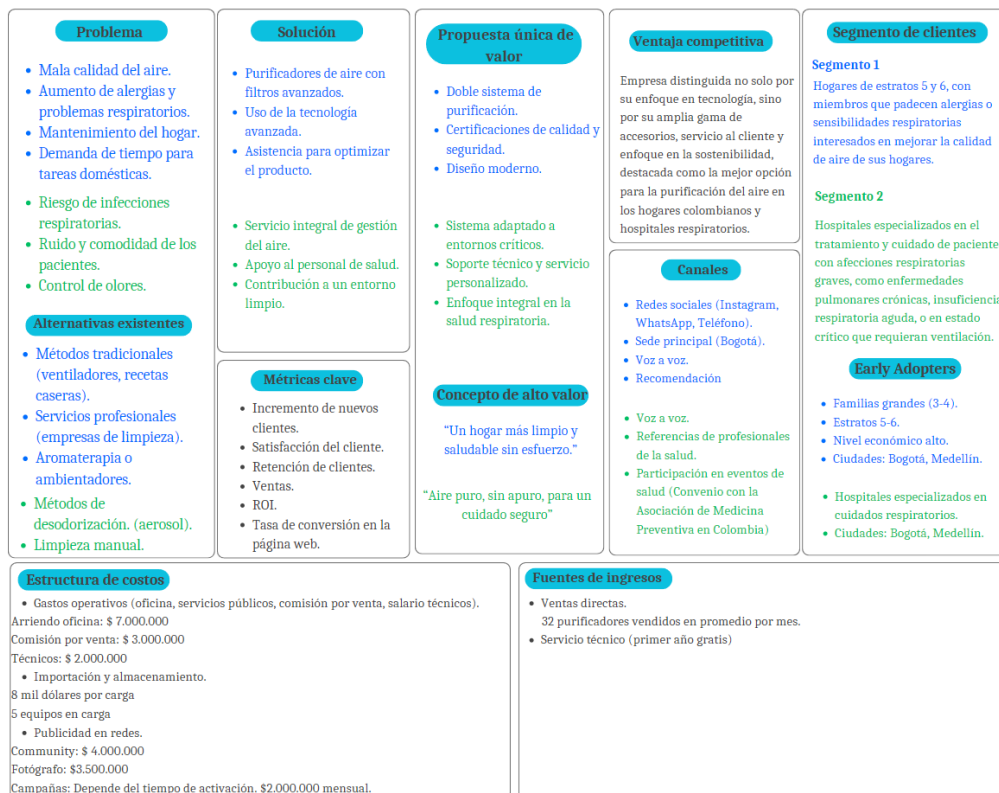 Problema
Mala calidad del aire.
Aumento de alergias y
problemas respiratorios.
Mantenimiento del hogar.
Demanda de tiempo para
tareas domésticas.
Riesgo de infecciones
respiratorias.
Ruido y comodidad de los
pacientes.
Control de olores.
Alternativas existentes
Métodos tradicionales
(ventiladores, recetas
caseras).
Servicios profesionales
(empresas de limpieza).
Aromaterapia o
ambientadores.
Métodos de
desodorización. (aerosol).
Limpieza manual.
Solución
Purificadores de aire con
filtros avanzados.
Uso de la tecnología
avanzada.
Asistencia para optimizar
el producto.
Servicio integral de gestión
del aire.
Apoyo al personal de salud.
Contribución a un entorno
limpio.
Métricas clave
Incremento de nuevos
clientes.
Satisfacción del cliente.
Retención de clientes.
Ventas.
ROI.
Tasa de conversión en la
página web.
Propuesta única de
valor
Doble sistema de
purificación.
Certificaciones de calidad y
seguridad.
Diseño moderno.
Sistema adaptado a
entornos críticos.
Soporte técnico y servicio
personalizado.
Enfoque integral en la
salud respiratoria.
Concepto de alto valor
“Un hogar más limpio y
saludable sin esfuerzo.”
“Aire puro, sin apuro, para un
cuidado seguro”
Ventaja competitiva
Empresa distinguida no solo por
su enfoque en tecnología, sino
por su amplia gama de
accesorios, servicio al cliente y
enfoque en la sostenibilidad,
destacada como la mejor opción
para la purificación del aire en
los hogares colombianos y
hospitales respiratorios.
Canales
Redes sociales (Instagram,
WhatsApp, Teléfono).
Sede principal (Bogotá).
Voz a voz.
Recomendación
Voz a voz.
Referencias de profesionales
de la salud.
Participación en eventos de
salud (Convenio con la
Asociación de Medicina
Preventiva en Colombia)
Segmento de clientes
Segmento 1
Hogares de estratos 5 y 6, con
miembros que padecen alergias o
sensibilidades respiratorias
interesados en mejorar la calidad
de aire de sus hogares.
Segmento 2
Hospitales especializados en el
tratamiento y cuidado de paciente
con afecciones respiratorias
graves, como enfermedades
pulmonares crónicas, insuficiencia
respiratoria aguda, o en estado
crítico que requieran ventilación.
Early Adopters
Familias grandes (3-4).
Estratos 5-6.
Nivel económico alto.
Ciudades: Bogotá, Medellín.
Hospitales especializados en
cuidados respiratorios.
Ciudades: Bogotá, Medellín.
Estructura de costos
Gastos operativos (oficina, servicios públicos, comisión por venta, salario técnicos).
Arriendo oficina: $ 7.000.000
Comisión por venta: $ 3.000.000
Técnicos: $ 2.000.000
Importación y almacenamiento.
8 mil dólares por carga
5 equipos en carga
Publicidad en redes.
Community: $ 4.000.000
Fotógrafo: $3.500.000
Campañas: Depende del tiempo de activación. $2.000.000 mensual.
Fuentes de ingresos
Ventas directas.
32 purificadores vendidos en promedio por mes.
Servicio técnico (primer año gratis)